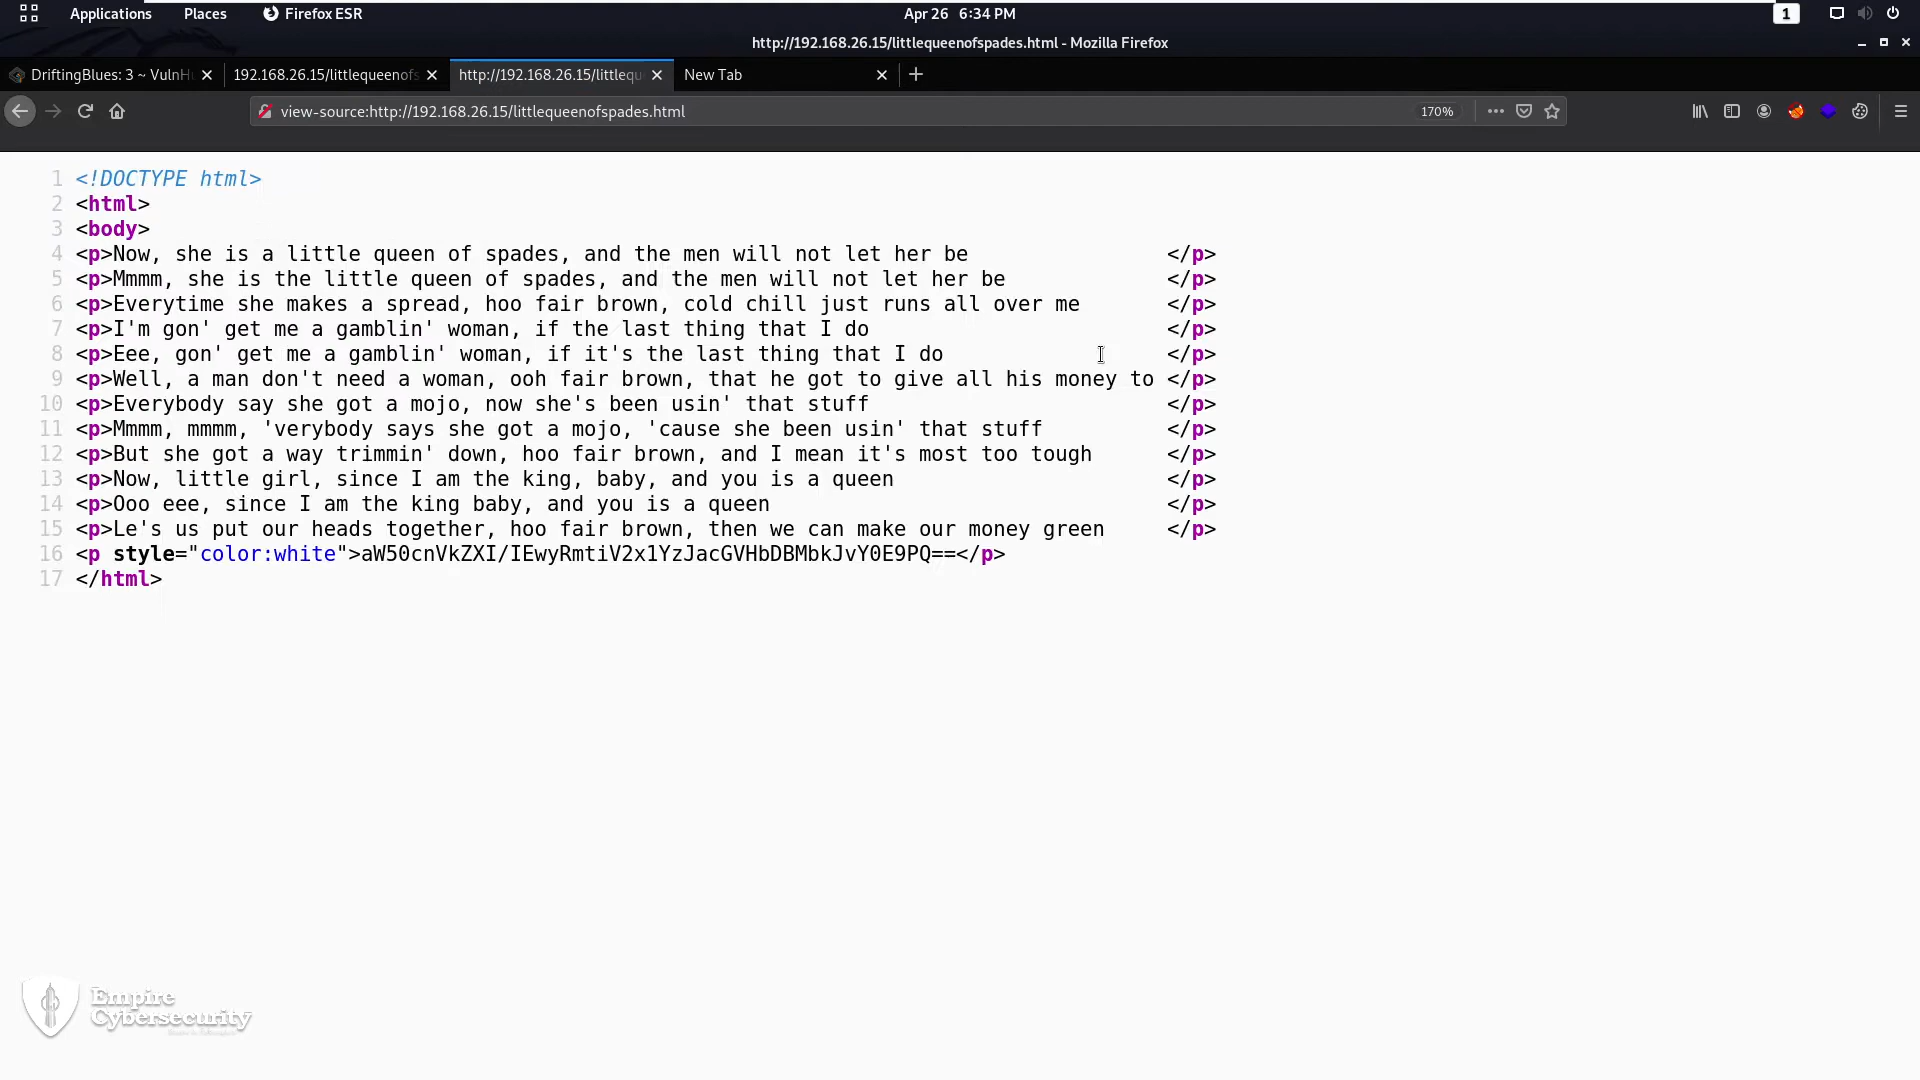 Applications Places Firefox ESR Apr 26 6:34 PM 1
http://192.168.26.15/littlequeenofspades.html - Mozilla Firefox
DriftingBlues: 3 ~ VulnH 192.168.26.15/littlequeenofs http://192.168.26.15/littlequ New Tab
view-source:http://192.168.26.15/littlequeenofspades.html 170%
1 <!DOCTYPE html>
2 <html>
3 <body>
4 <p>Now, she is a little queen of spades, and the men will not let her be </p>
5 <p>Mmmm, she is the little queen of spades, and the men will not let her be </p>
6 <p>Everytime she makes a spread, hoo fair brown, cold chill just runs all over me </p>
7 <p>I'm gon' get me a gamblin' woman, if the last thing that I do </p>
8 <p>Eee, gon' get me a gamblin' woman, if it's the last thing that I do </p>
9 <p>Well, a man don't need a woman, ooh fair brown, that he got to give all his money to </p>
10 <p>Everybody say she got a mojo, now she's been usin' that stuff </p>
11 <p>Mmmm, mmmm, 'verybody says she got a mojo, 'cause she been usin' that stuff </p>
12 <p>But she got a way trimmin' down, hoo fair brown, and I mean it's most too tough </p>
13 <p>Now, little girl, since I am the king, baby, and you is a queen </p>
14 <p>Ooo eee, since I am the king baby, and you is a queen </p>
15 <p>Le's us put our heads together, hoo fair brown, then we can make our money green </p>
16 <p style="color:white">aW50cnVkZXI/IEwyRmtiV2x1YzJacGVHbDBMbkJvY0E9PQ==</p>
17 </html>
Empire
Cybersecurity